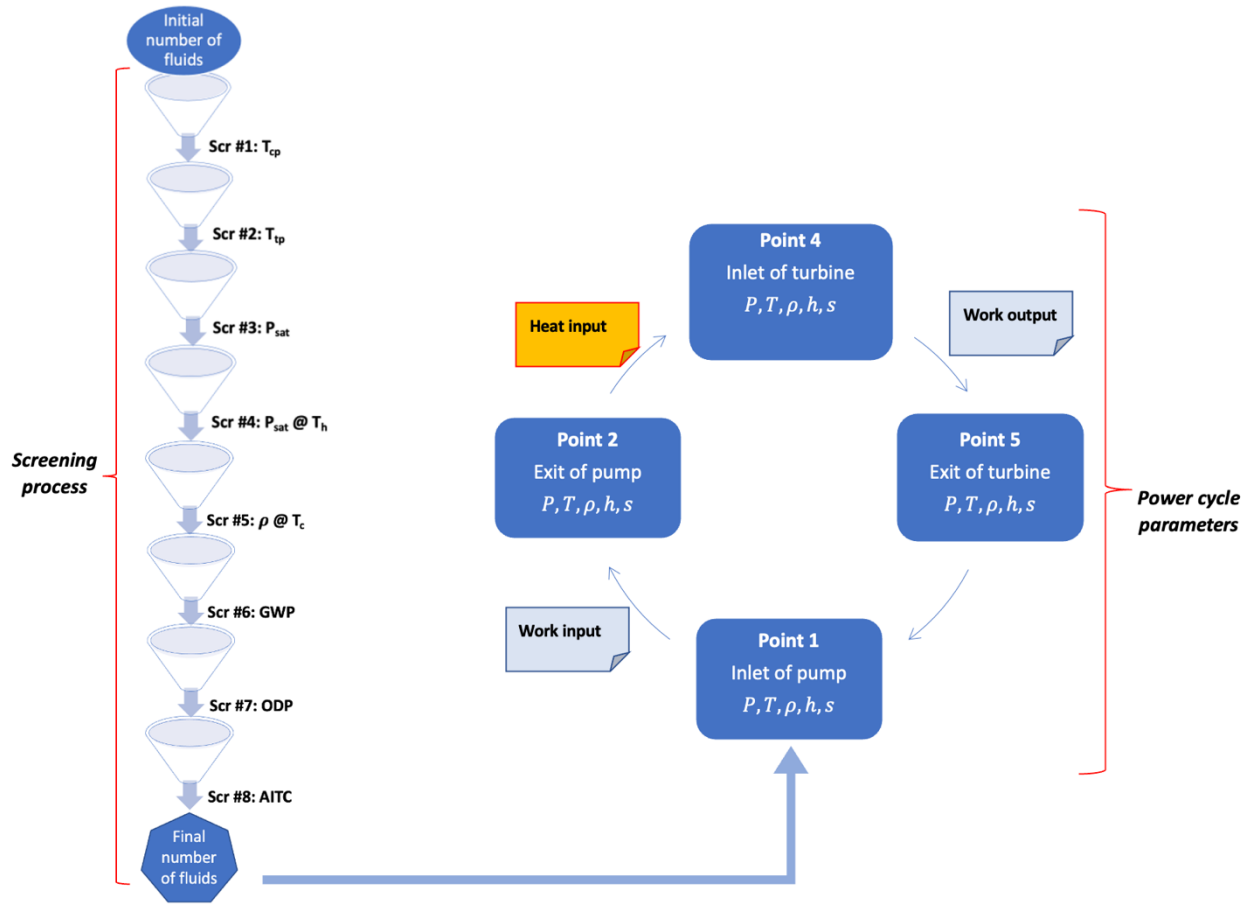 Initial
number of
fluids
Scr #1: Tcp
Scr #2: Ttp
Scr #3: Psat
Scr #4: Psat @ Th
Scr #5: ρ @ Tc
Scr #6: GWP
Scr #7: ODP
Scr #8: AITC
Final
number
of fluids
Screening
process
Point 4
Inlet of turbine
P, T, ρ, h, s
Heat input
Work output
Point 2
Exit of pump
P, T, ρ, h, s
Point 5
Exit of turbine
P, T, ρ, h, s
Work input
Point 1
Inlet of pump
P, T, ρ, h, s
Power cycle
parameters